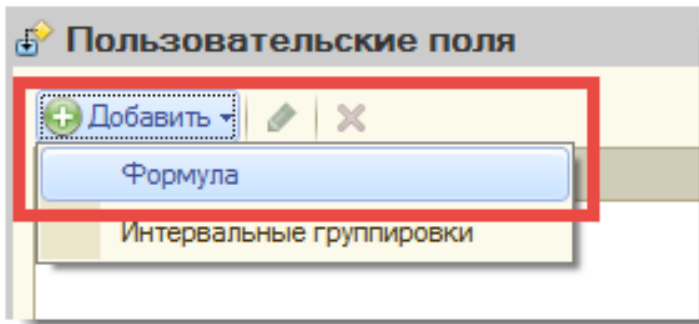 Пользовательские поля
Добавить
Формула
Интервальные группировки